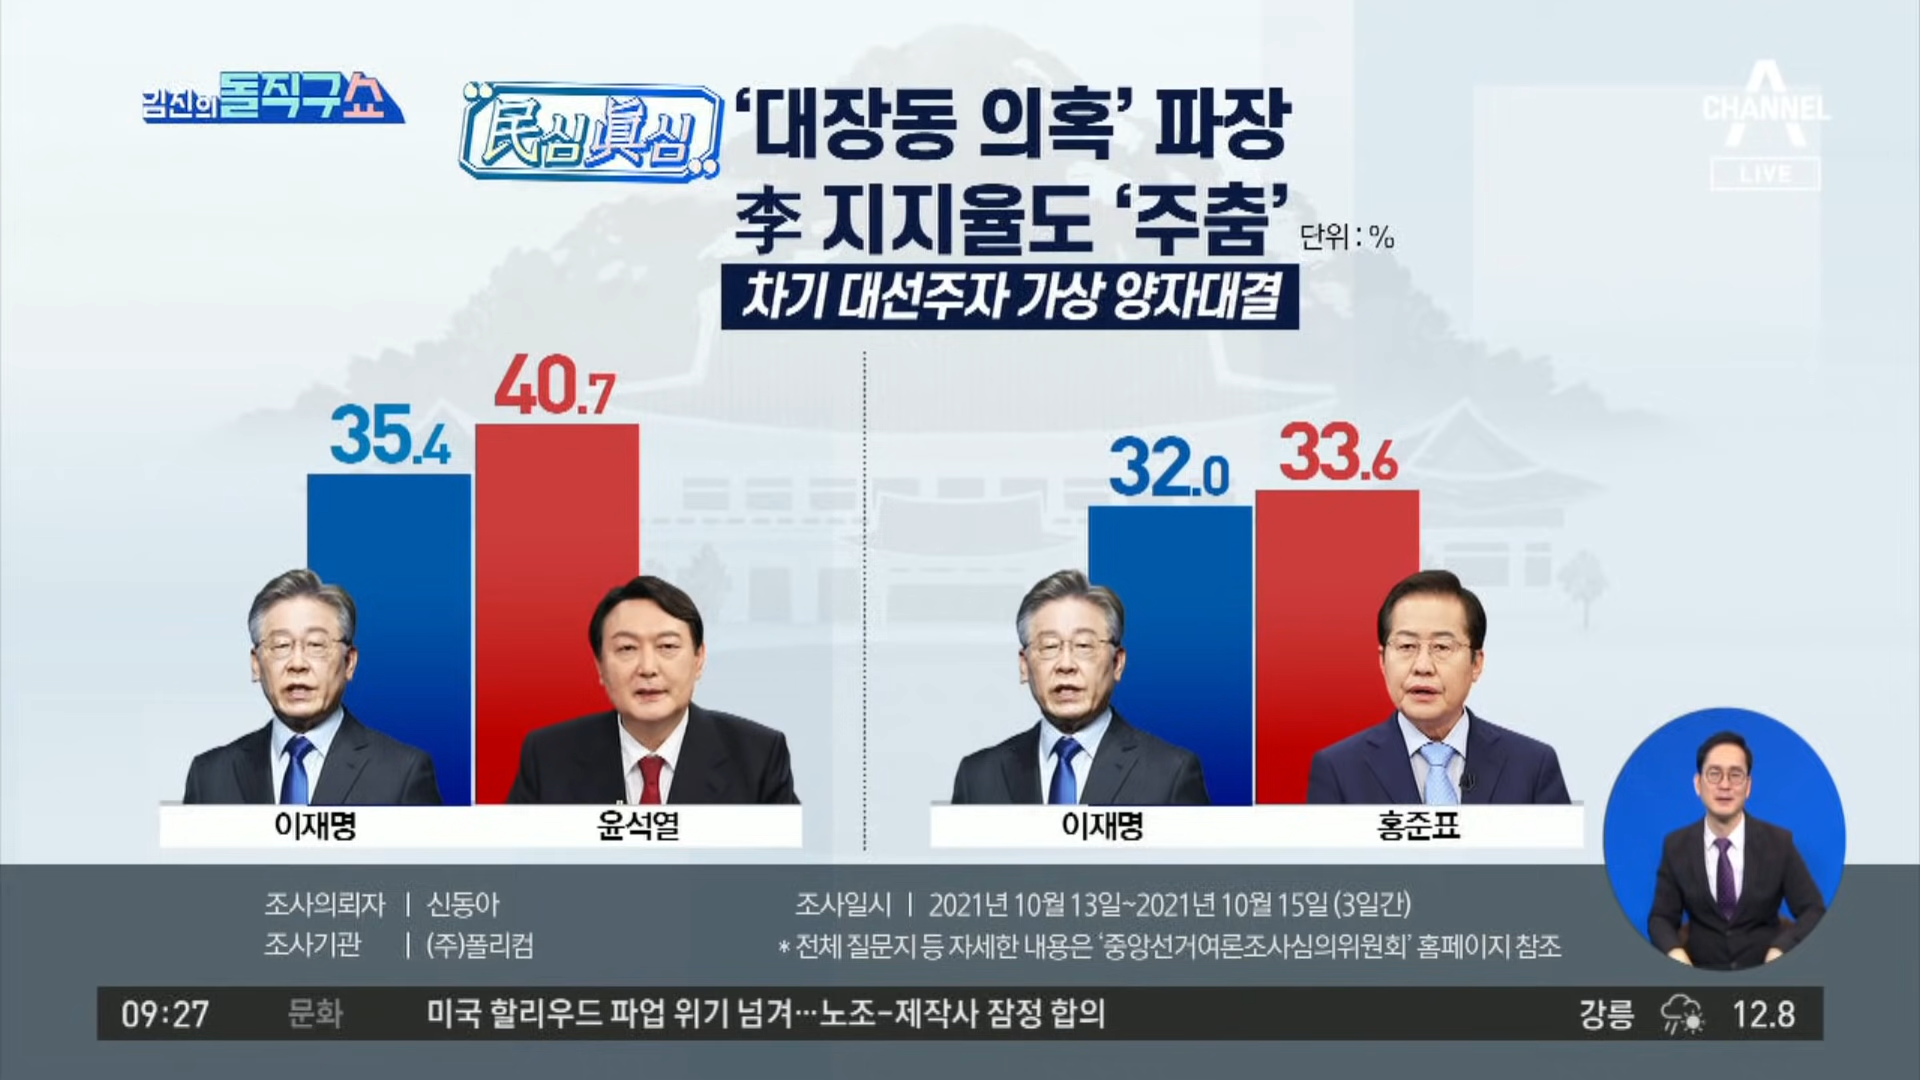 김진의 돌직구쇼
“民심眞심”
‘대장동 의혹’ 파장
李 지지율도 ‘주춤’
단위 : %
차기 대선주자 가상 양자대결
CHANNEL A
LIVE
35.4
40.7
32.0
33.6
이재명
윤석열
이재명
홍준표
조사의뢰자 | 신동아
조사일시 | 2021년 10월 13일~2021년 10월 15일 (3일간)
조사기관 | (주)폴리컴
* 전체 질문지 등 자세한 내용은 ‘중앙선거여론조사심의위원회’ 홈페이지 참조
09:27 문화 미국 할리우드 파업 위기 넘겨…노조-제작사 잠정 합의 강릉 12.8